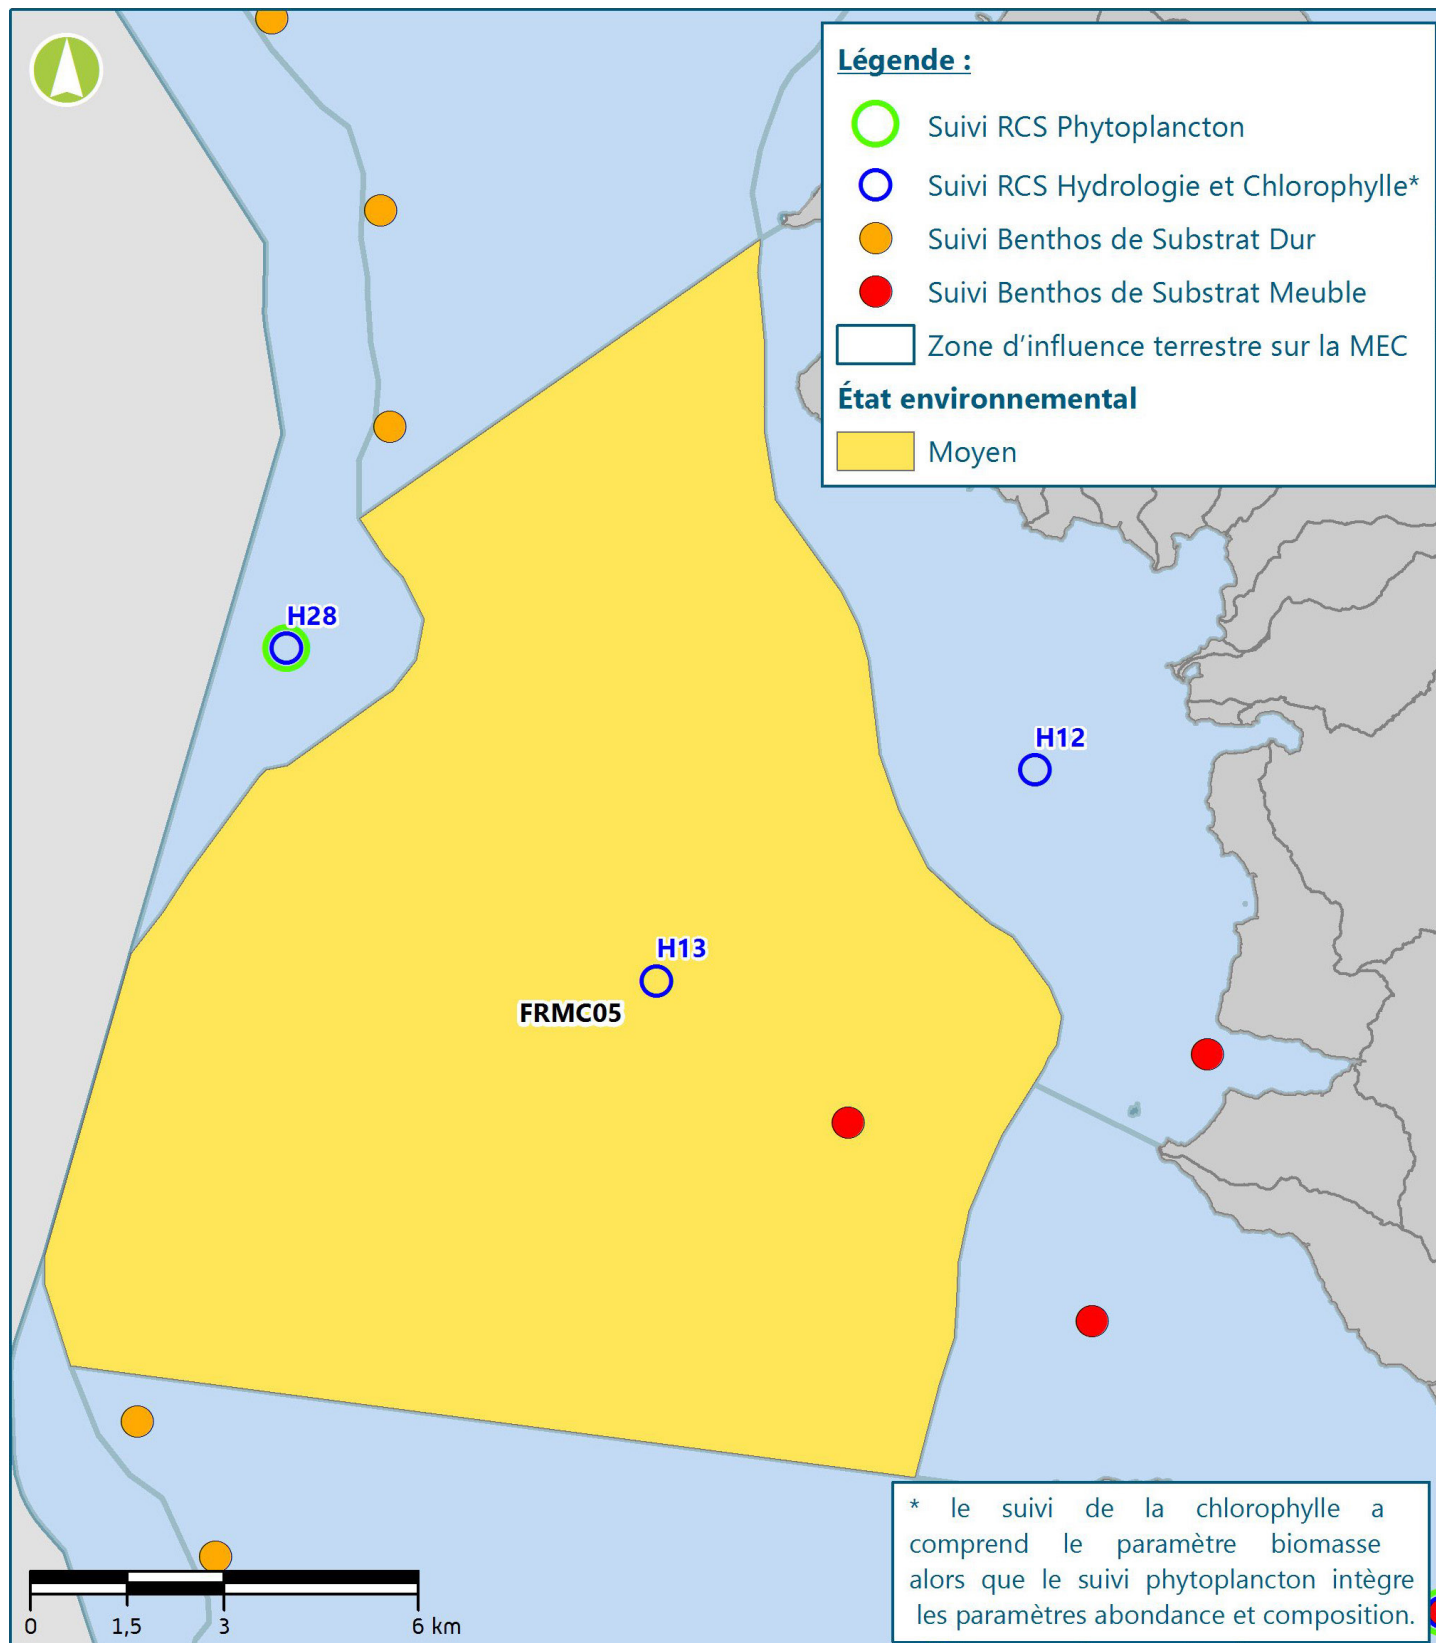 Légende :
Suivi RCS Phytoplancton
Suivi RCS Hydrologie et Chlorophylle*
Suivi Benthos de Substrat Dur
Suivi Benthos de Substrat Meuble
Zone d’influence terrestre sur la MEC
État environnemental
Moyen
H28
H12
H13
FRMC05
* le suivi de la chlorophylle a
comprend le paramètre biomasse
alors que le suivi phytoplancton intègre
les paramètres abondance et composition.
0 1,5 3 6 km